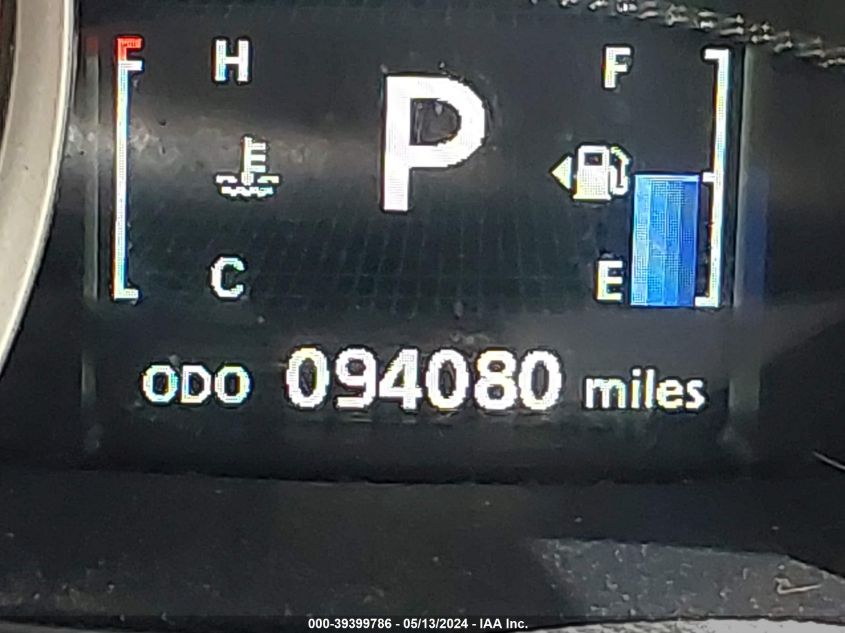 H P F
C E
ODO 094080 miles
000-39399786 - 05/13/2024 - IAA Inc.